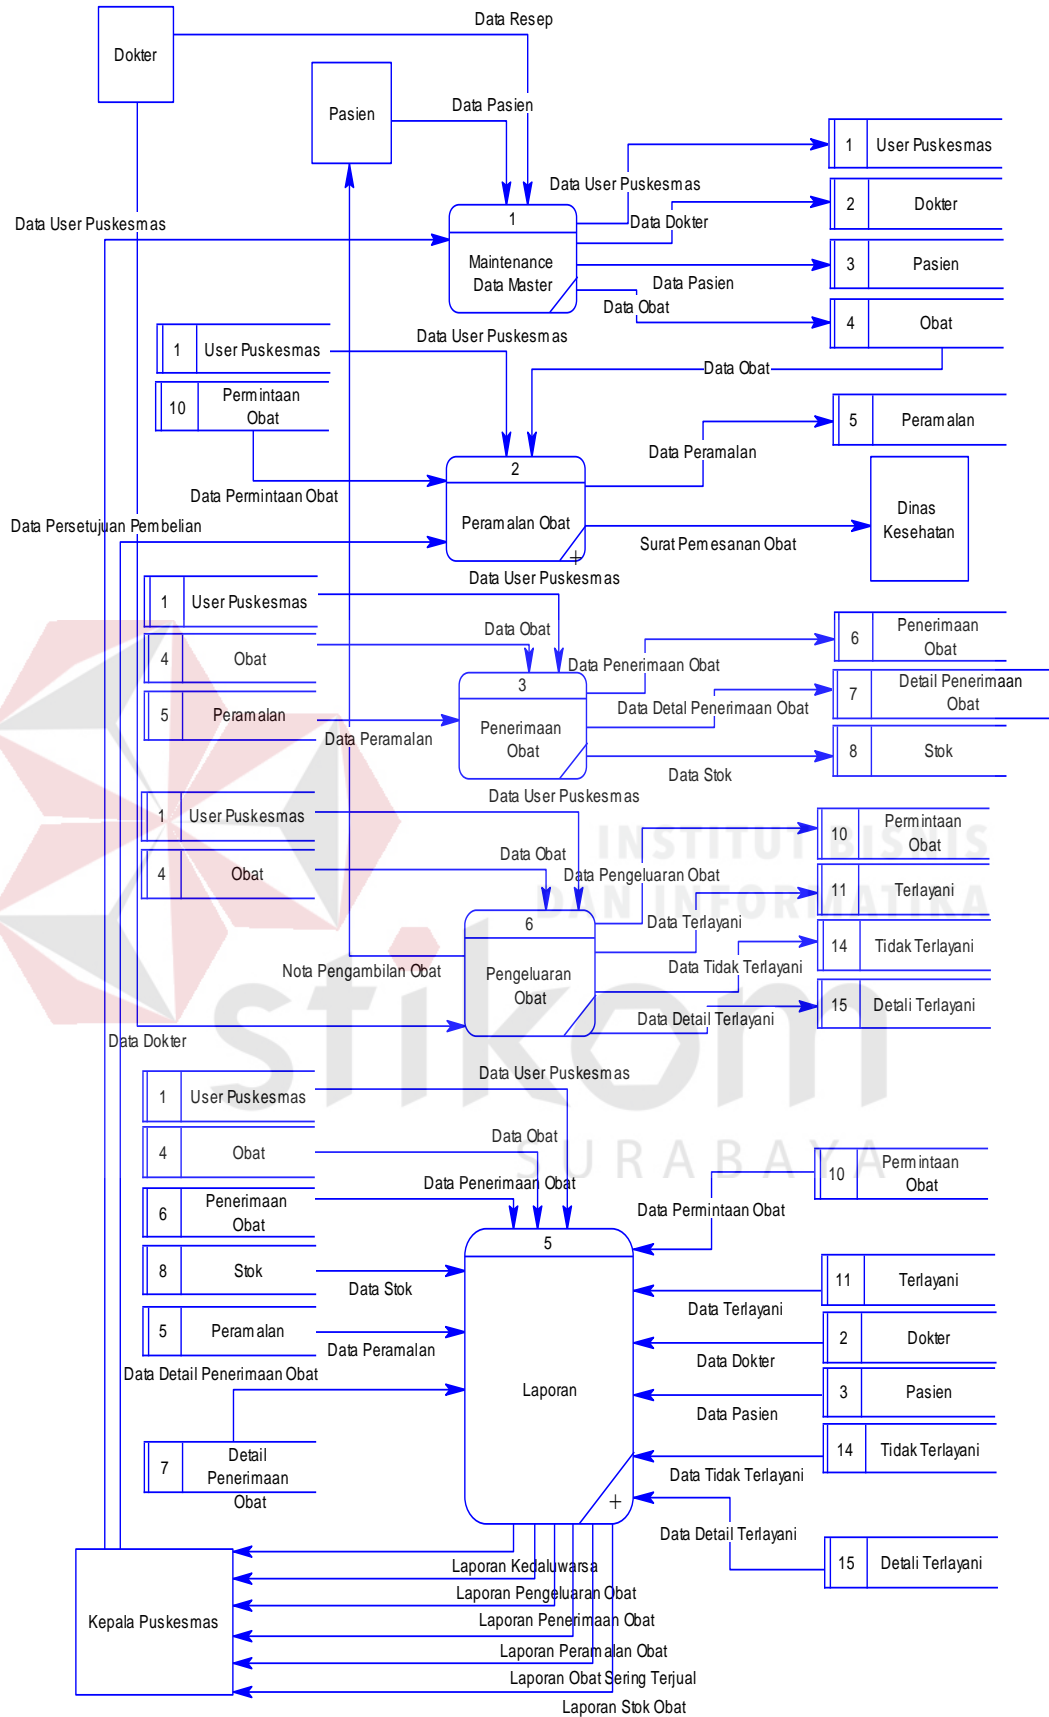 Data Resep
Dokter
Data Pasien
Pasien
1
User Puskesmas
Data User Puskesmas
2
Dokter
Data User Puskesmas
1
Data Dokter
Maintenance
Data Master
3
Pasien
Data Pasien
Data Obat
4
Obat
1
User Puskesmas
Data User Puskesmas
Data Obat
10
Permintaan
Obat
5
Peramalan
Data Peramalan
2
Data Permintaan Obat
Peramalan Obat
+
Dinas
Kesehatan
Data Persetujuan Pembelian
Surat Pemesanan Obat
Data User Puskesmas
1
User Puskesmas
Data Obat
6
Penerimaan
Obat
4
Obat
Data Penerimaan Obat
3
7
Detail Penerimaan
Obat
5
Peramalan
Data Detal Penerimaan Obat
Penerimaan
Obat
Data Peramalan
8
Stok
Data Stok
Data User Puskesmas
1
User Puskesmas
10
Permintaan
Obat
INSTITUT BISNIS
DAN INFORMATIKA
Data Obat
4
Obat
Data Pengeluaran Obat
11
Terlayani
6
Data Terlayani
14
Tidak Terlayani
Nota Pengambilan Obat
Pengeluaran
Obat
Data Tidak Terlayani
15
Detali Terlayani
Data Detail Terlayani
Data Dokter
stikom
SURABAYA
Data User Puskesmas
1
User Puskesmas
Data Obat
4
Obat
Data Penerimaan Obat
10
Permintaan
Obat
6
Penerimaan
Obat
Data Permintaan Obat
5
8
Stok
Data Stok
11
Terlayani
Data Terlayani
5
Peramalan
Data Peramalan
2
Dokter
Data Dokter
Data Detail Penerimaan Obat
Laporan
3
Pasien
Data Pasien
7
Detail
Penerimaan
Obat
14
Tidak Terlayani
Data Tidak Terlayani
+
Data Detail Terlayani
15
Detali Terlayani
Kepala Puskesmas
Laporan Kedaluwarsa
Laporan Pengeluaran Obat
Laporan Penerimaan Obat
Laporan Peramalan Obat
Laporan Obat Sering Terjual
Laporan Stok Obat